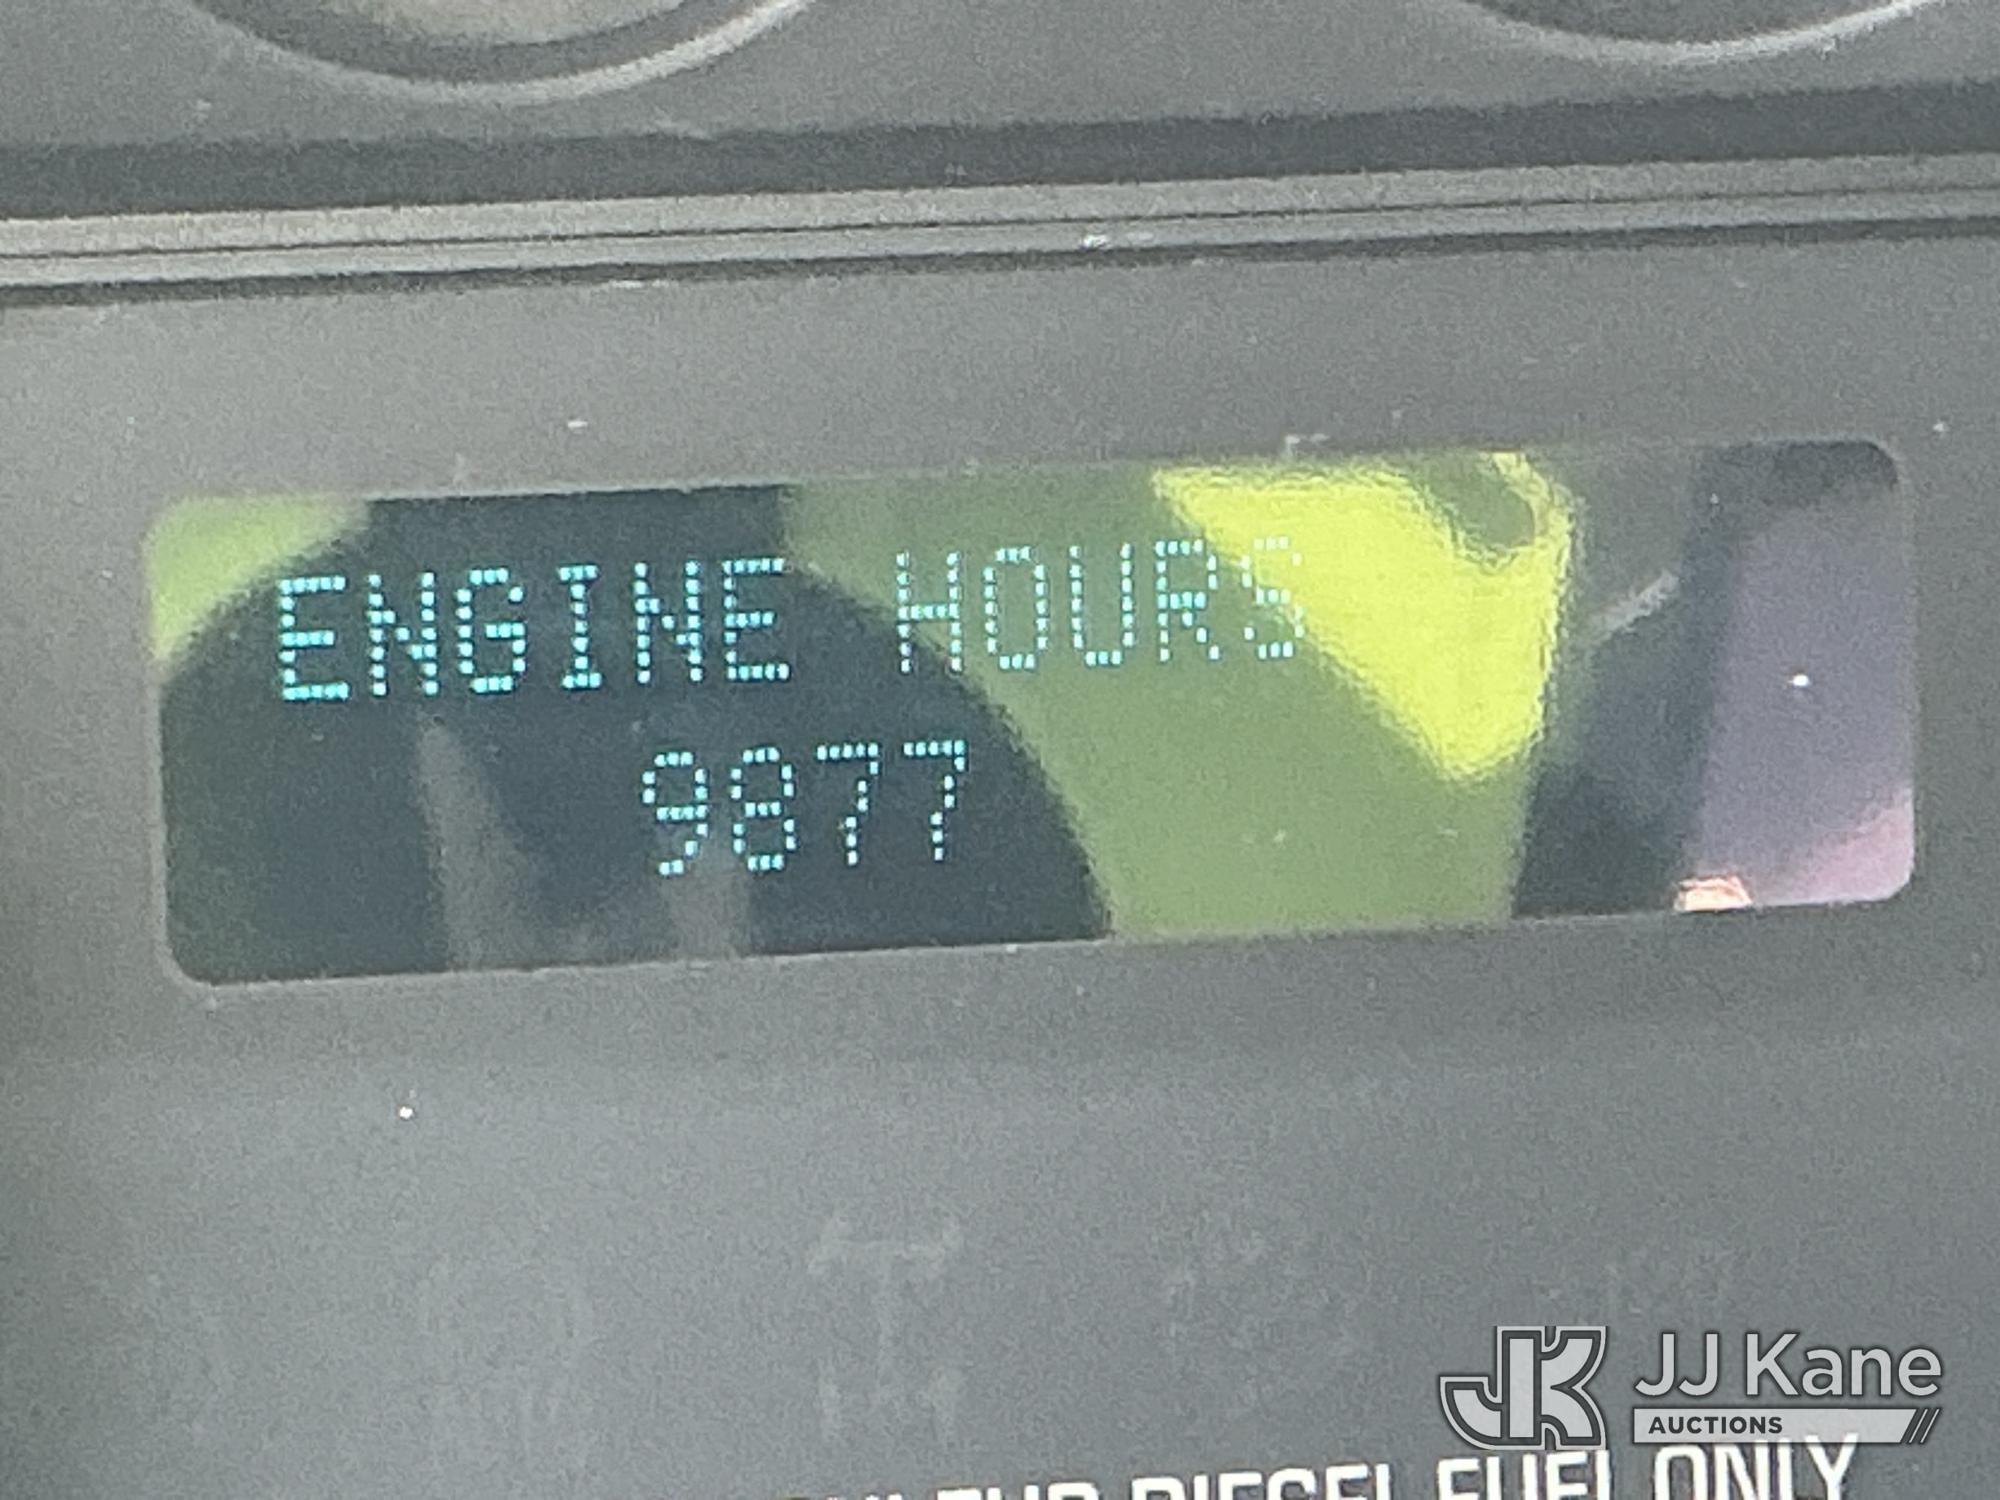 ENGINE HOURS
9877
JJ Kane
AUCTIONS
DIESEL FUEL ONLY